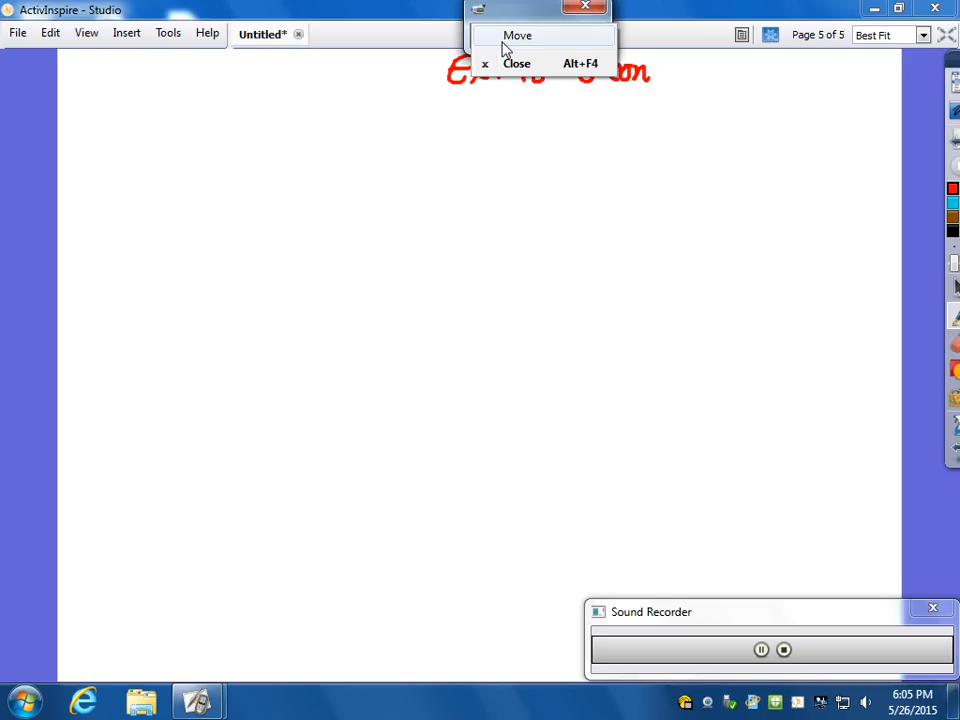 ActivInspire - Studio
File Edit View Insert Tools Help Untitled* Page 5 of 5 Best Fit
Move
x Close Alt+F4
Sound Recorder
6:05 PM
5/26/2015